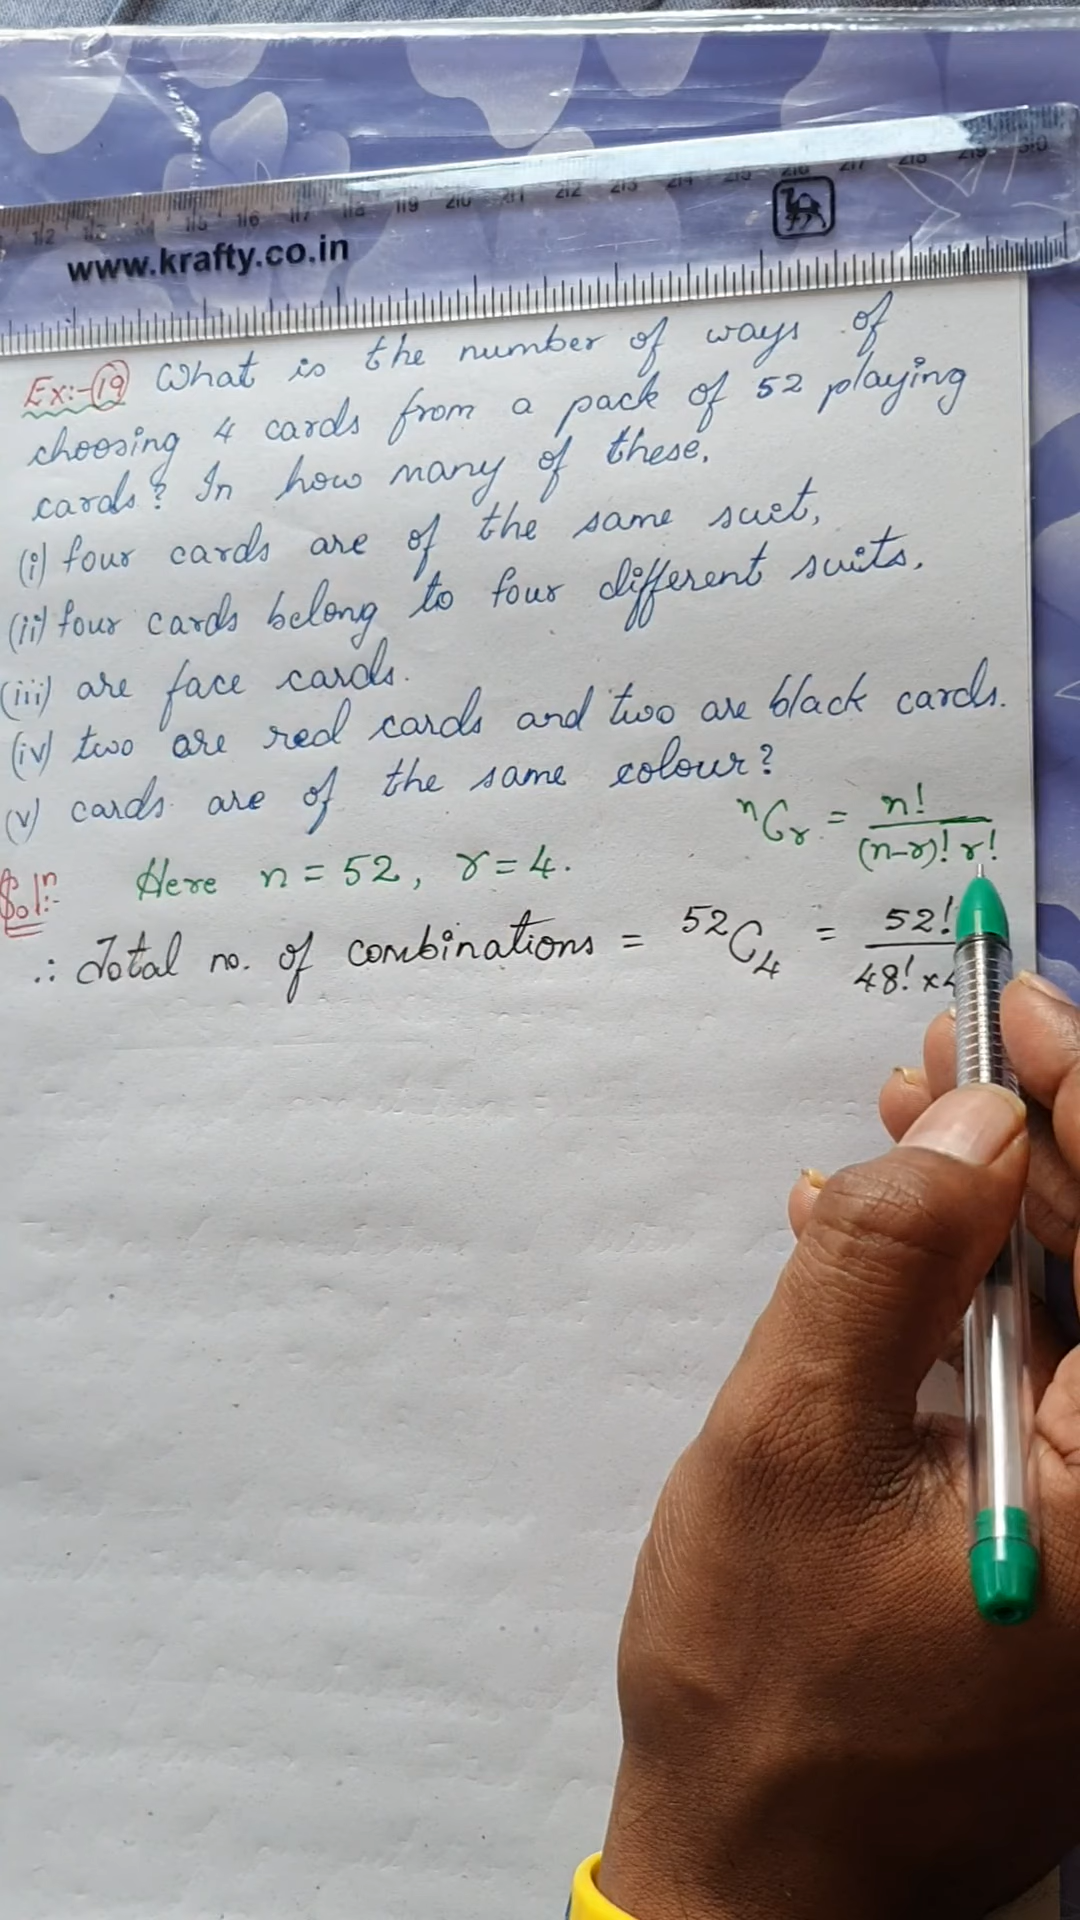 www.krafty.co.in
Ex:-(19) What is the number of ways of
choosing 4 cards from a pack of 52 playing
cards? In how many of these,
(i) four cards are of the same suit,
(ii) four cards belong to four different suits,
(iii) are face cards.
(iv) two are red cards and two are black cards.
(v) cards are of the same colour?
ⁿCᵣ = n! / (n-r)! r!
Solⁿ:- Here n = 52, r = 4.
∴ Total no. of combinations = ⁵²C₄ = 52! / 48! × 4